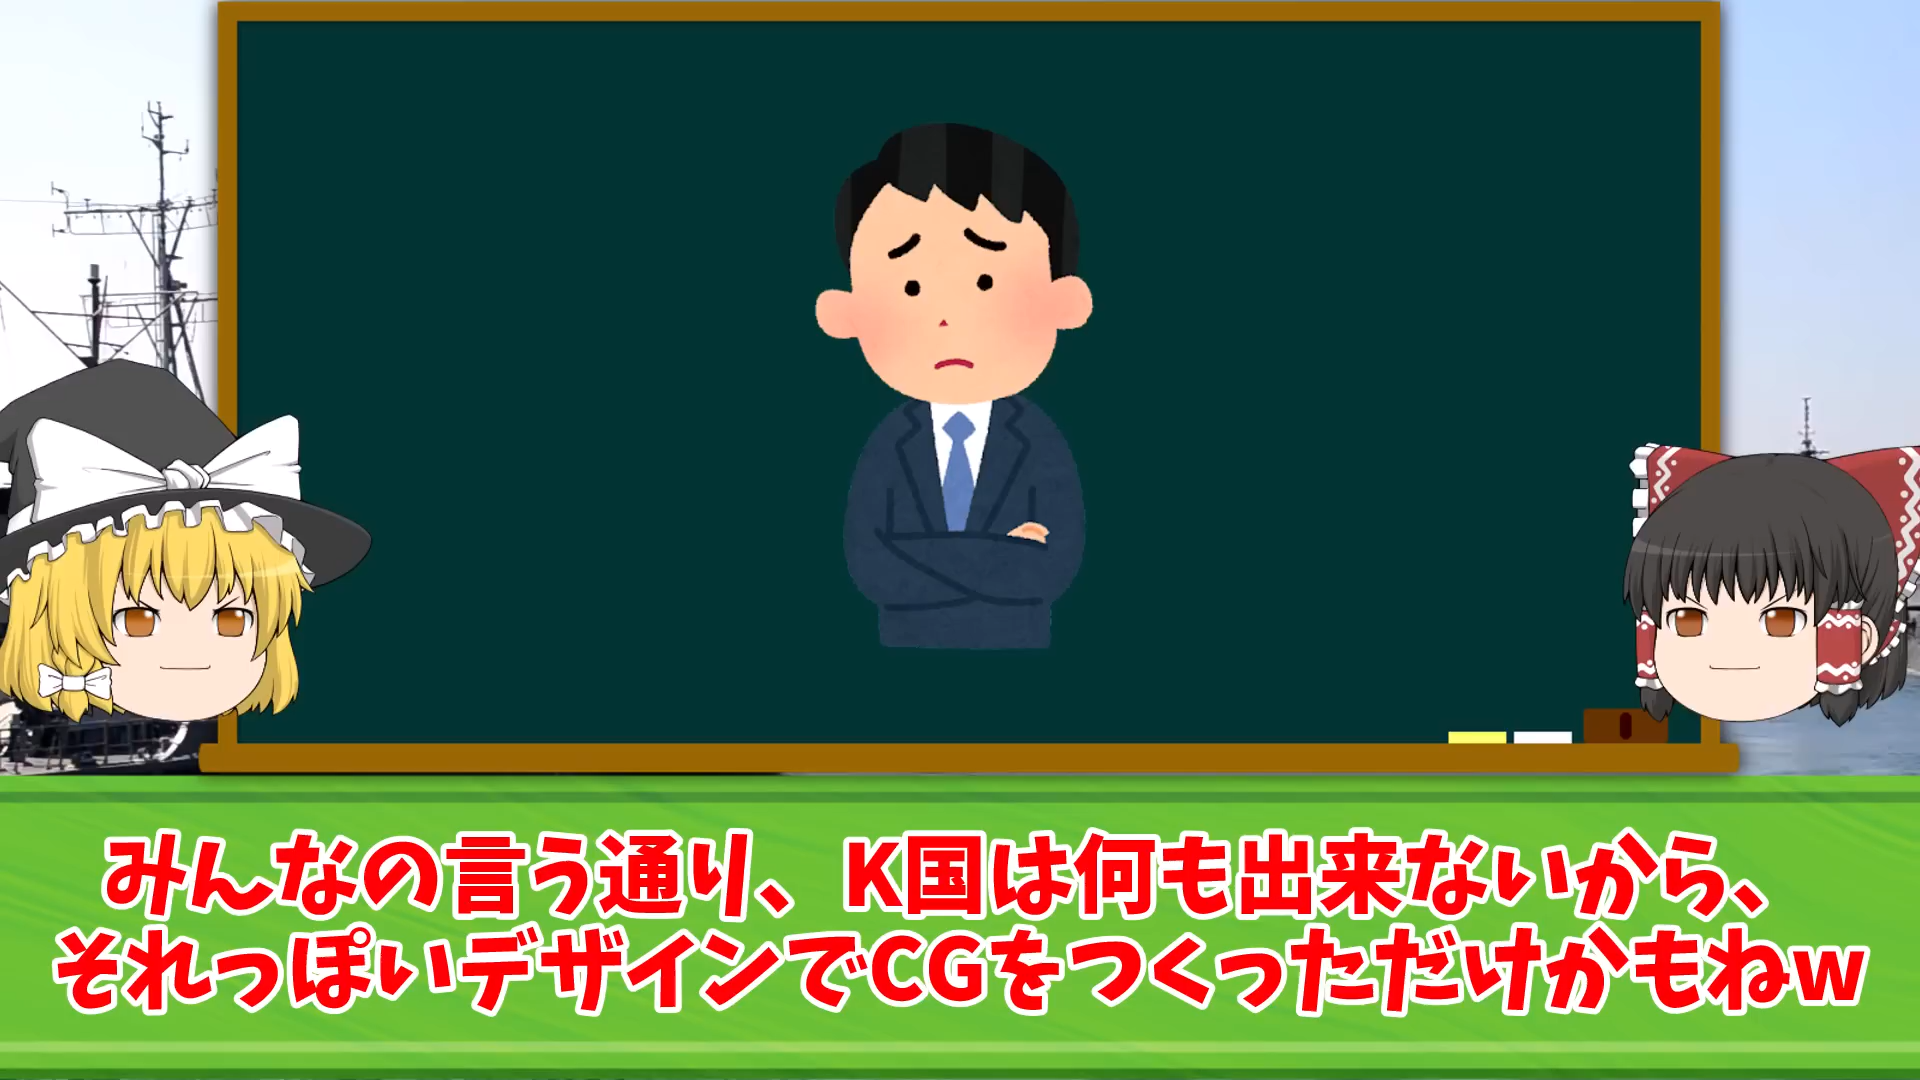 みんなの言う通り、K国は何も出来ないから、
それっぽいデザインでCGをつくっただけかもねw